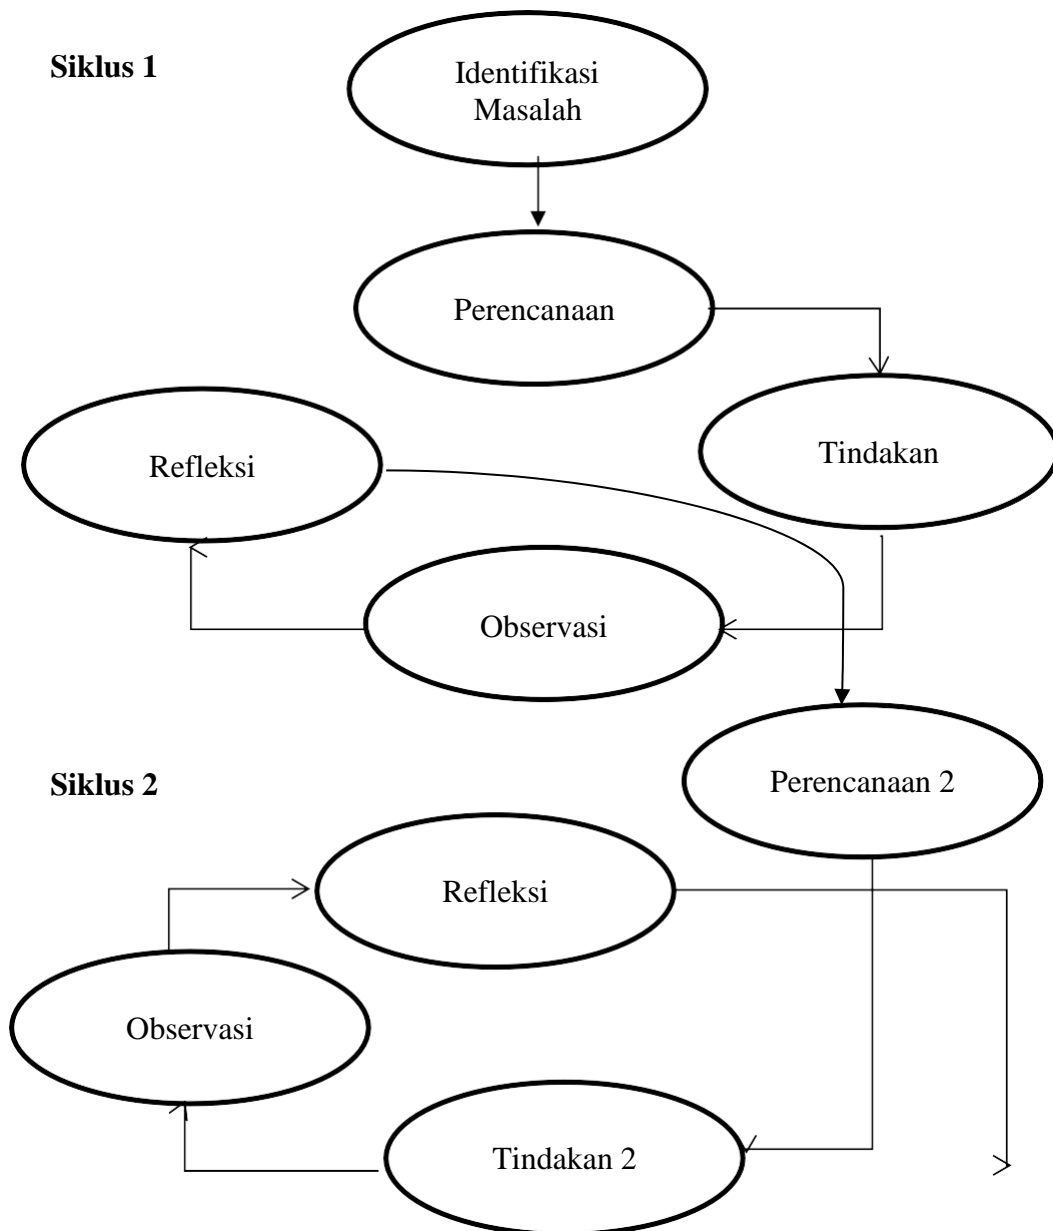 Siklus 1
Identifikasi
Masalah
Perencanaan
Tindakan
Refleksi
Observasi
Perencanaan 2
Siklus 2
Refleksi
Observasi
Tindakan 2